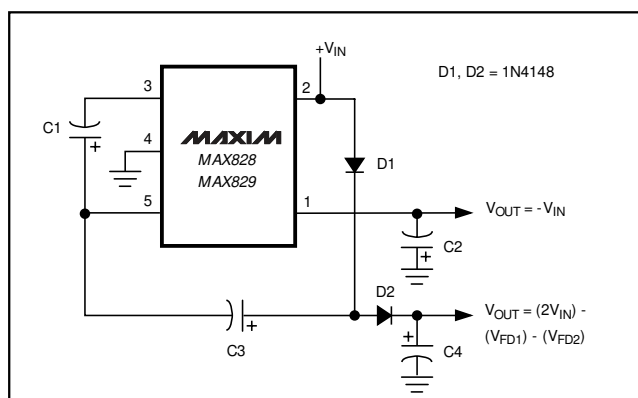 +VIN
D1, D2 = 1N4148
3
2
C1
+
4
MAXIM
MAX828
MAX829
D1
5
1
VOUT = -VIN
C2
+
D2
VOUT = (2VIN) -
(VFD1) - (VFD2)
+
C3
+
C4